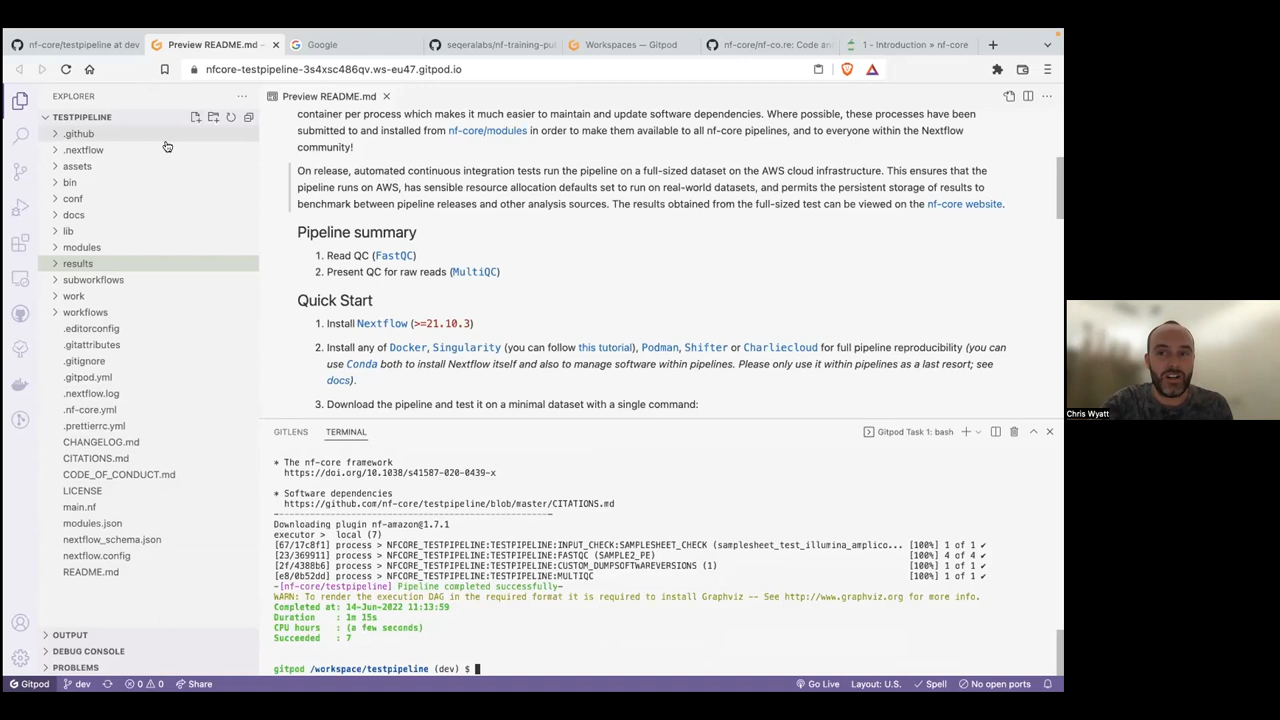 nf-core/testpipeline at dev
Preview README.md -
Google
seqeralabs/nf-training-pu
Workspaces — Gitpod
nf-core/nf-co.re: Code an
1 - Introduction » nf-core
nfcore-testpipeline-3s4xsc486qv.ws-eu47.gitpod.io
EXPLORER
TESTPIPELINE
.github
.nextflow
assets
bin
conf
docs
lib
modules
results
subworkflows
work
workflows
.editorconfig
.gitattributes
.gitignore
.gitpod.yml
.nextflow.log
.nf-core.yml
.prettierrc.yml
CHANGELOG.md
CITATIONS.md
CODE_OF_CONDUCT.md
LICENSE
main.nf
modules.json
nextflow_schema.json
nextflow.config
README.md
OUTPUT
DEBUG CONSOLE
PROBLEMS
Preview README.md
container per process which makes it much easier to maintain and update software dependencies. Where possible, these processes have been
submitted to and installed from nf-core/modules in order to make them available to all nf-core pipelines, and to everyone within the Nextflow
community!
On release, automated continuous integration tests run the pipeline on a full-sized dataset on the AWS cloud infrastructure. This ensures that the
pipeline runs on AWS, has sensible resource allocation defaults set to run on real-world datasets, and permits the persistent storage of results to
benchmark between pipeline releases and other analysis sources. The results obtained from the full-sized test can be viewed on the nf-core website.
Pipeline summary
1. Read QC (FastQC)
2. Present QC for raw reads (MultiQC)
Quick Start
1. Install Nextflow (>=21.10.3)
2. Install any of Docker, Singularity (you can follow this tutorial), Podman, Shifter or Charliecloud for full pipeline reproducibility (you can
use Conda both to install Nextflow itself and also to manage software within pipelines. Please only use it within pipelines as a last resort; see
docs).
3. Download the pipeline and test it on a minimal dataset with a single command:
GITLENS
TERMINAL
Gitpod Task 1: bash
* The nf-core framework
https://doi.org/10.1038/s41587-020-0439-x
* Software dependencies
https://github.com/nf-core/testpipeline/blob/master/CITATIONS.md
Downloading plugin nf-amazon@1.7.1
executor > local (7)
[67/17c8f1] process > NFCORE_TESTPIPELINE:TESTPIPELINE:INPUT_CHECK:SAMPLESHEET_CHECK (samplesheet_test_illumina_amplico... [100%] 1 of 1 ✔
[23/369911] process > NFCORE_TESTPIPELINE:TESTPIPELINE:FASTQC (SAMPLE2_PE) [100%] 4 of 4 ✔
[2f/4388b6] process > NFCORE_TESTPIPELINE:TESTPIPELINE:CUSTOM_DUMPSOFTWAREVERSIONS (1) [100%] 1 of 1 ✔
[e8/0b52dd] process > NFCORE_TESTPIPELINE:TESTPIPELINE:MULTIQC [100%] 1 of 1 ✔
-[nf-core/testpipeline] Pipeline completed successfully-
WARN: To render the execution DAG in the required format it is required to install Graphviz -- See http://www.graphviz.org for more info.
Completed at: 14-Jun-2022 11:13:59
Duration : 1m 15s
CPU hours : (a few seconds)
Succeeded : 7
gitpod /workspace/testpipeline (dev) $
Gitpod
dev
0
0
Share
Go Live
Layout: U.S.
Spell
No open ports
Chris Wyatt